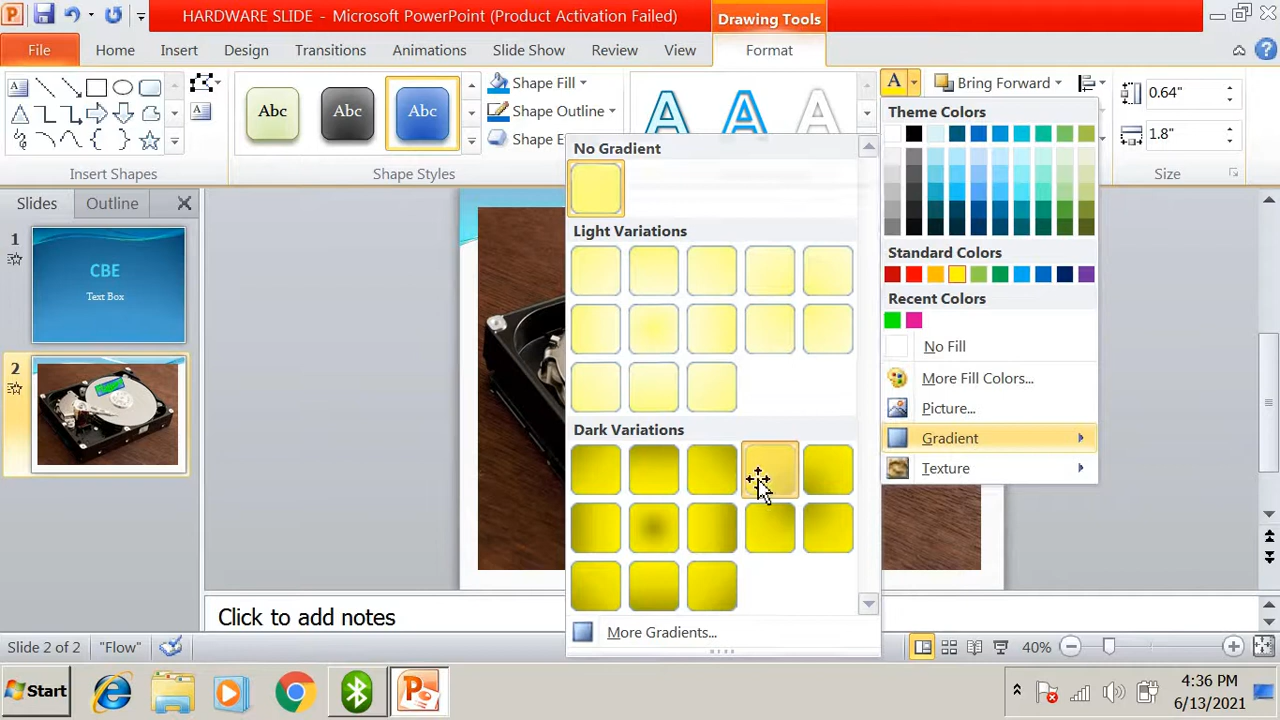 HARDWARE SLIDE - Microsoft PowerPoint (Product Activation Failed)
Drawing Tools
File
Home
Insert
Design
Transitions
Animations
Slide Show
Review
View
Format
Abc
Abc
Abc
Shape Fill
Shape Outline
Shape E
A
A
A
A
Bring Forward
0.64"
1.8"
Insert Shapes
Shape Styles
Size
No Gradient
Light Variations
Dark Variations
More Gradients...
Theme Colors
Standard Colors
Recent Colors
No Fill
More Fill Colors...
Picture...
Gradient
Texture
Slides
Outline
1
CBE
Text Box
2
Click to add notes
Slide 2 of 2
"Flow"
40%
Start
4:36 PM
6/13/2021